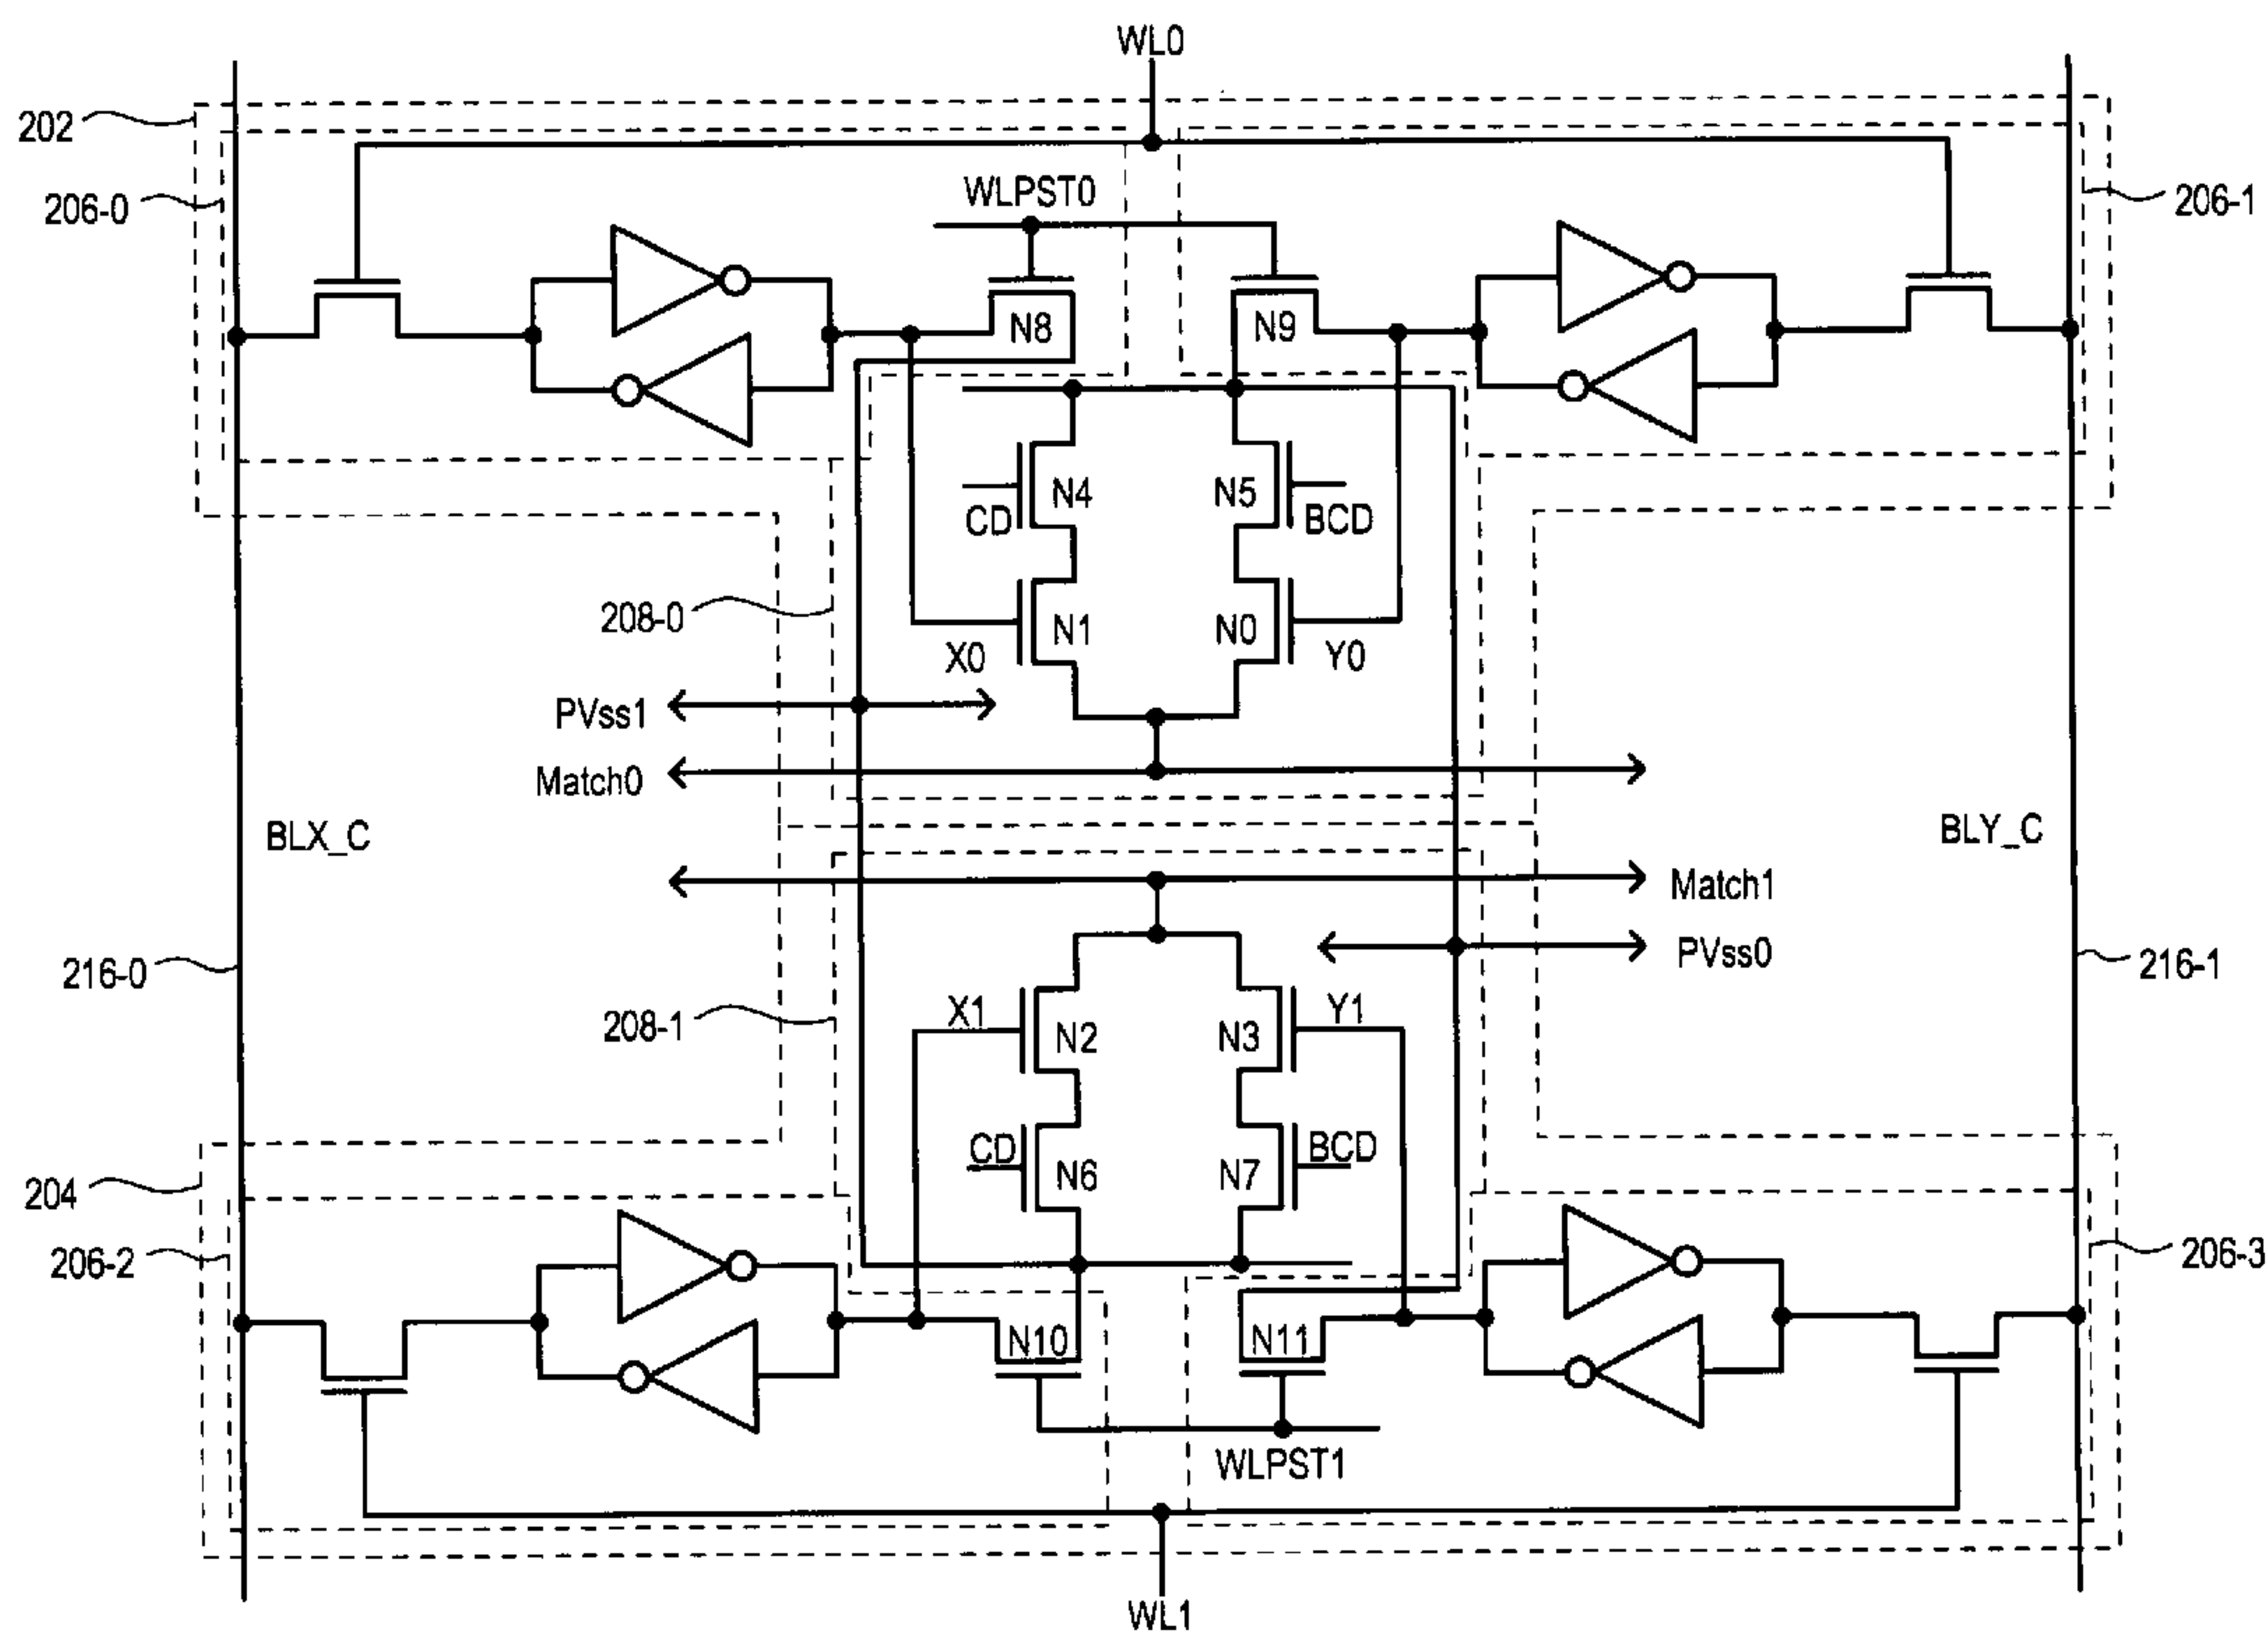 WL0
202
WLPST0
206-0
206-1
N8
N9
N4
N5
CD
BCD
208-0
N1
N0
X0
Y0
PVss1
Match0
BLX_C
BLY_C
Match1
PVss0
216-0
216-1
X1
Y1
208-1
N2
N3
CD
BCD
N6
N7
204
206-2
206-3
N10
N11
WLPST1
WL1